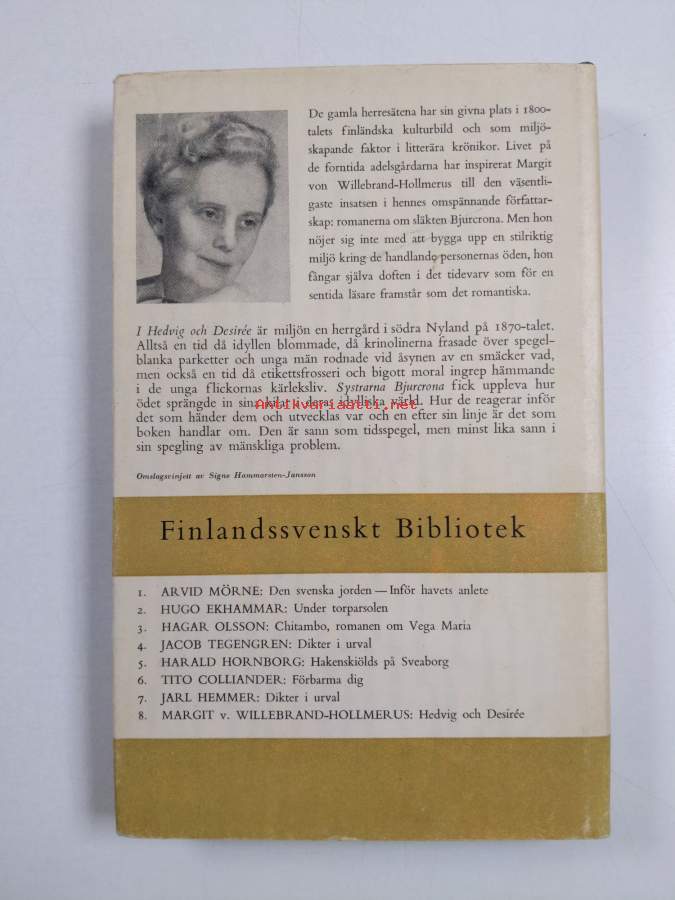 De gamla herresätena har sin givna plats i 1800-
talets finländska kulturbild och som miljö-
skapande faktor i litterära krönikor. Livet på
de forntida adelsgårdarna har inspirerat Margit
von Willebrand-Hollmerus till den väsentli-
gaste insatsen i hennes omspännande författar-
skap: romanerna om släkten Bjurcrona. Men hon
nöjer sig inte med att bygga upp en stilriktig
miljö kring de handlande personernas öden, hon
fångar själva doften i det tidevarv som för en
sentida läsare framstår som det romantiska.
I Hedvig och Desirée är miljön en herrgård i södra Nyland på 1870-talet.
Alltså en tid då idyllen blommade, då krinolinerna frasade över spegel-
blanka parketter och unga män rodnade vid åsynen av en smäcker vad,
men också en tid då etikettsfrosseri och bigott moral ingrep hämmande
i de unga flickornas kärleksliv. Systrarna Bjurcrona fick uppleva hur
ödet sprängde in sina kilar i deras idylliska värld. Hur de reagerar inför
Antikvariaatti.net
det som händer dem och utvecklas var och en efter sin linje är det som
boken handlar om. Den är sann som tidsspegel, men minst lika sann i
sin spegling av mänskliga problem.
Omslagsvinjett av Signe Hammarsten-Jansson
Finlandssvenskt Bibliotek
1. ARVID MÖRNE: Den svenska jorden — Inför havets anlete
2. HUGO EKHAMMAR: Under torparsolen
3. HAGAR OLSSON: Chitambo, romanen om Vega Maria
4. JACOB TEGENGREN: Dikter i urval
5. HARALD HORNBORG: Hakenskiölds på Sveaborg
6. TITO COLLIANDER: Förbarma dig
7. JARL HEMMER: Dikter i urval
8. MARGIT v. WILLEBRAND-HOLLMERUS: Hedvig och Desirée